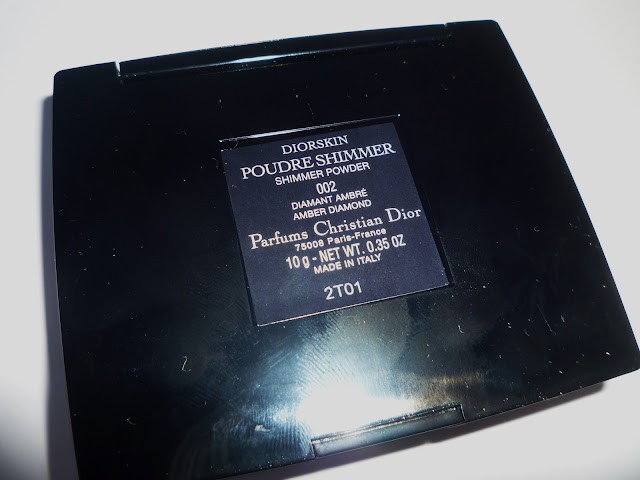 DIORSKIN
POUDRE SHIMMER
SHIMMER POWDER
002
DIAMANT AMBRÉ
AMBER DIAMOND
Parfums Christian Dior
75008 Paris-France
10 g - NET WT. 0.35 OZ
MADE IN ITALY
2T01